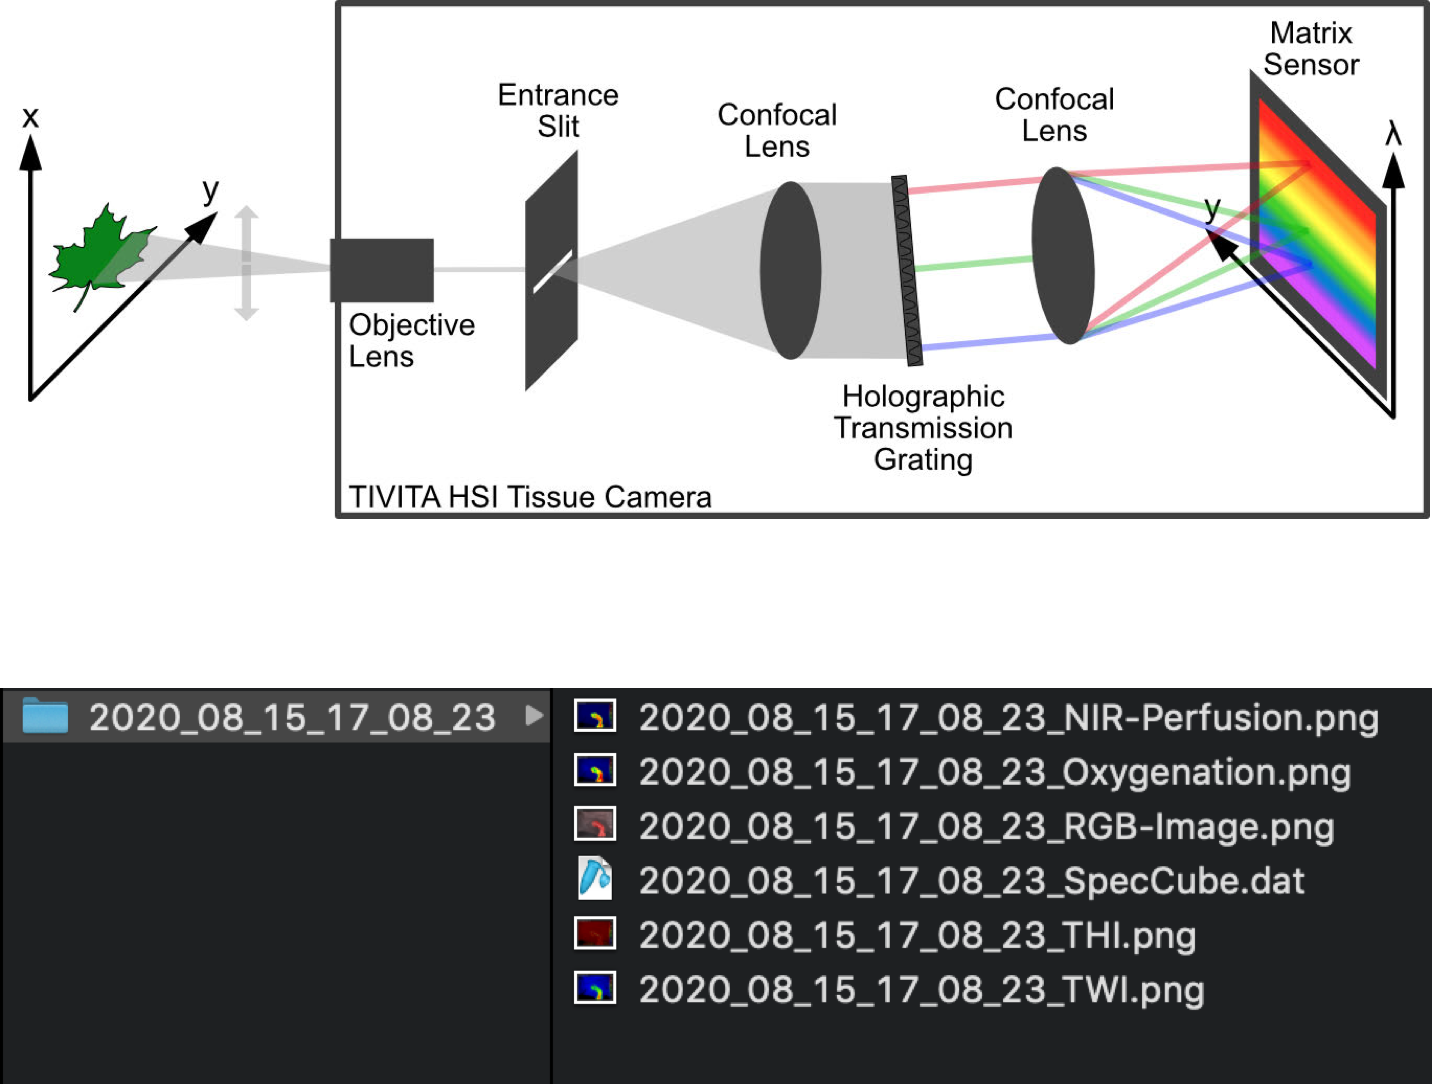 x
y
Entrance
Slit
Confocal
Lens
Confocal
Lens
Matrix
Sensor
λ
y
Objective
Lens
Holographic
Transmission
Grating
TIVITA HSI Tissue Camera
2020_08_15_17_08_23
2020_08_15_17_08_23_NIR-Perfusion.png
2020_08_15_17_08_23_Oxygenation.png
2020_08_15_17_08_23_RGB-Image.png
2020_08_15_17_08_23_SpecCube.dat
2020_08_15_17_08_23_THI.png
2020_08_15_17_08_23_TWI.png